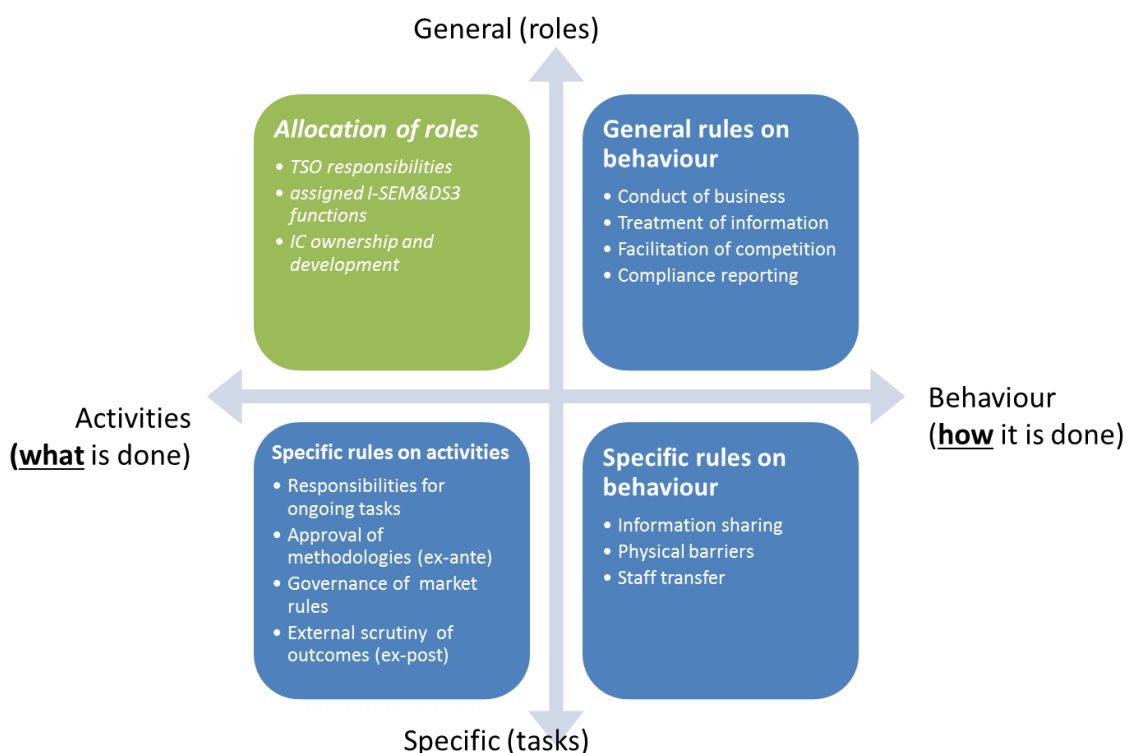 General (roles)
Allocation of roles
• TSO responsibilities
• assigned I-SEM&DS3
functions
• IC ownership and
development
General rules on
behaviour
• Conduct of business
• Treatment of information
• Facilitation of competition
• Compliance reporting
Activities
(what is done)
Behaviour
(how it is done)
Specific rules on activities
• Responsibilities for
ongoing tasks
• Approval of
methodologies (ex-ante)
• Governance of market
rules
• External scrutiny of
outcomes (ex-post)
Specific rules on
behaviour
• Information sharing
• Physical barriers
• Staff transfer
Specific (tasks)